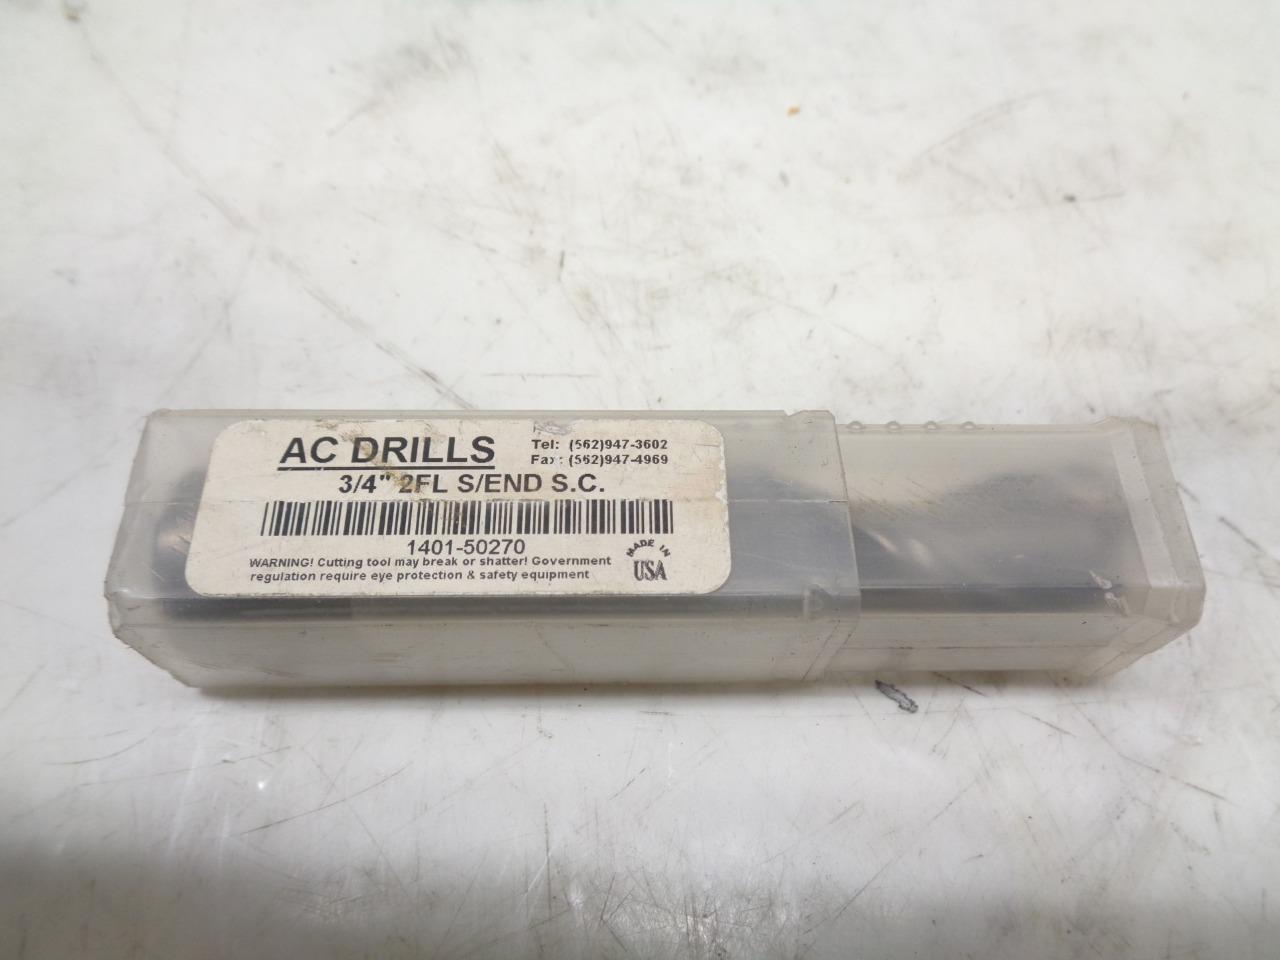 AC DRILLS
Tel: (562)947-3602
Fax: (562)947-4969
3/4" 2FL S/END S.C.
1401-50270
WARNING! Cutting tool may break or shatter! Government
regulation require eye protection & safety equipment
MADE IN
USA